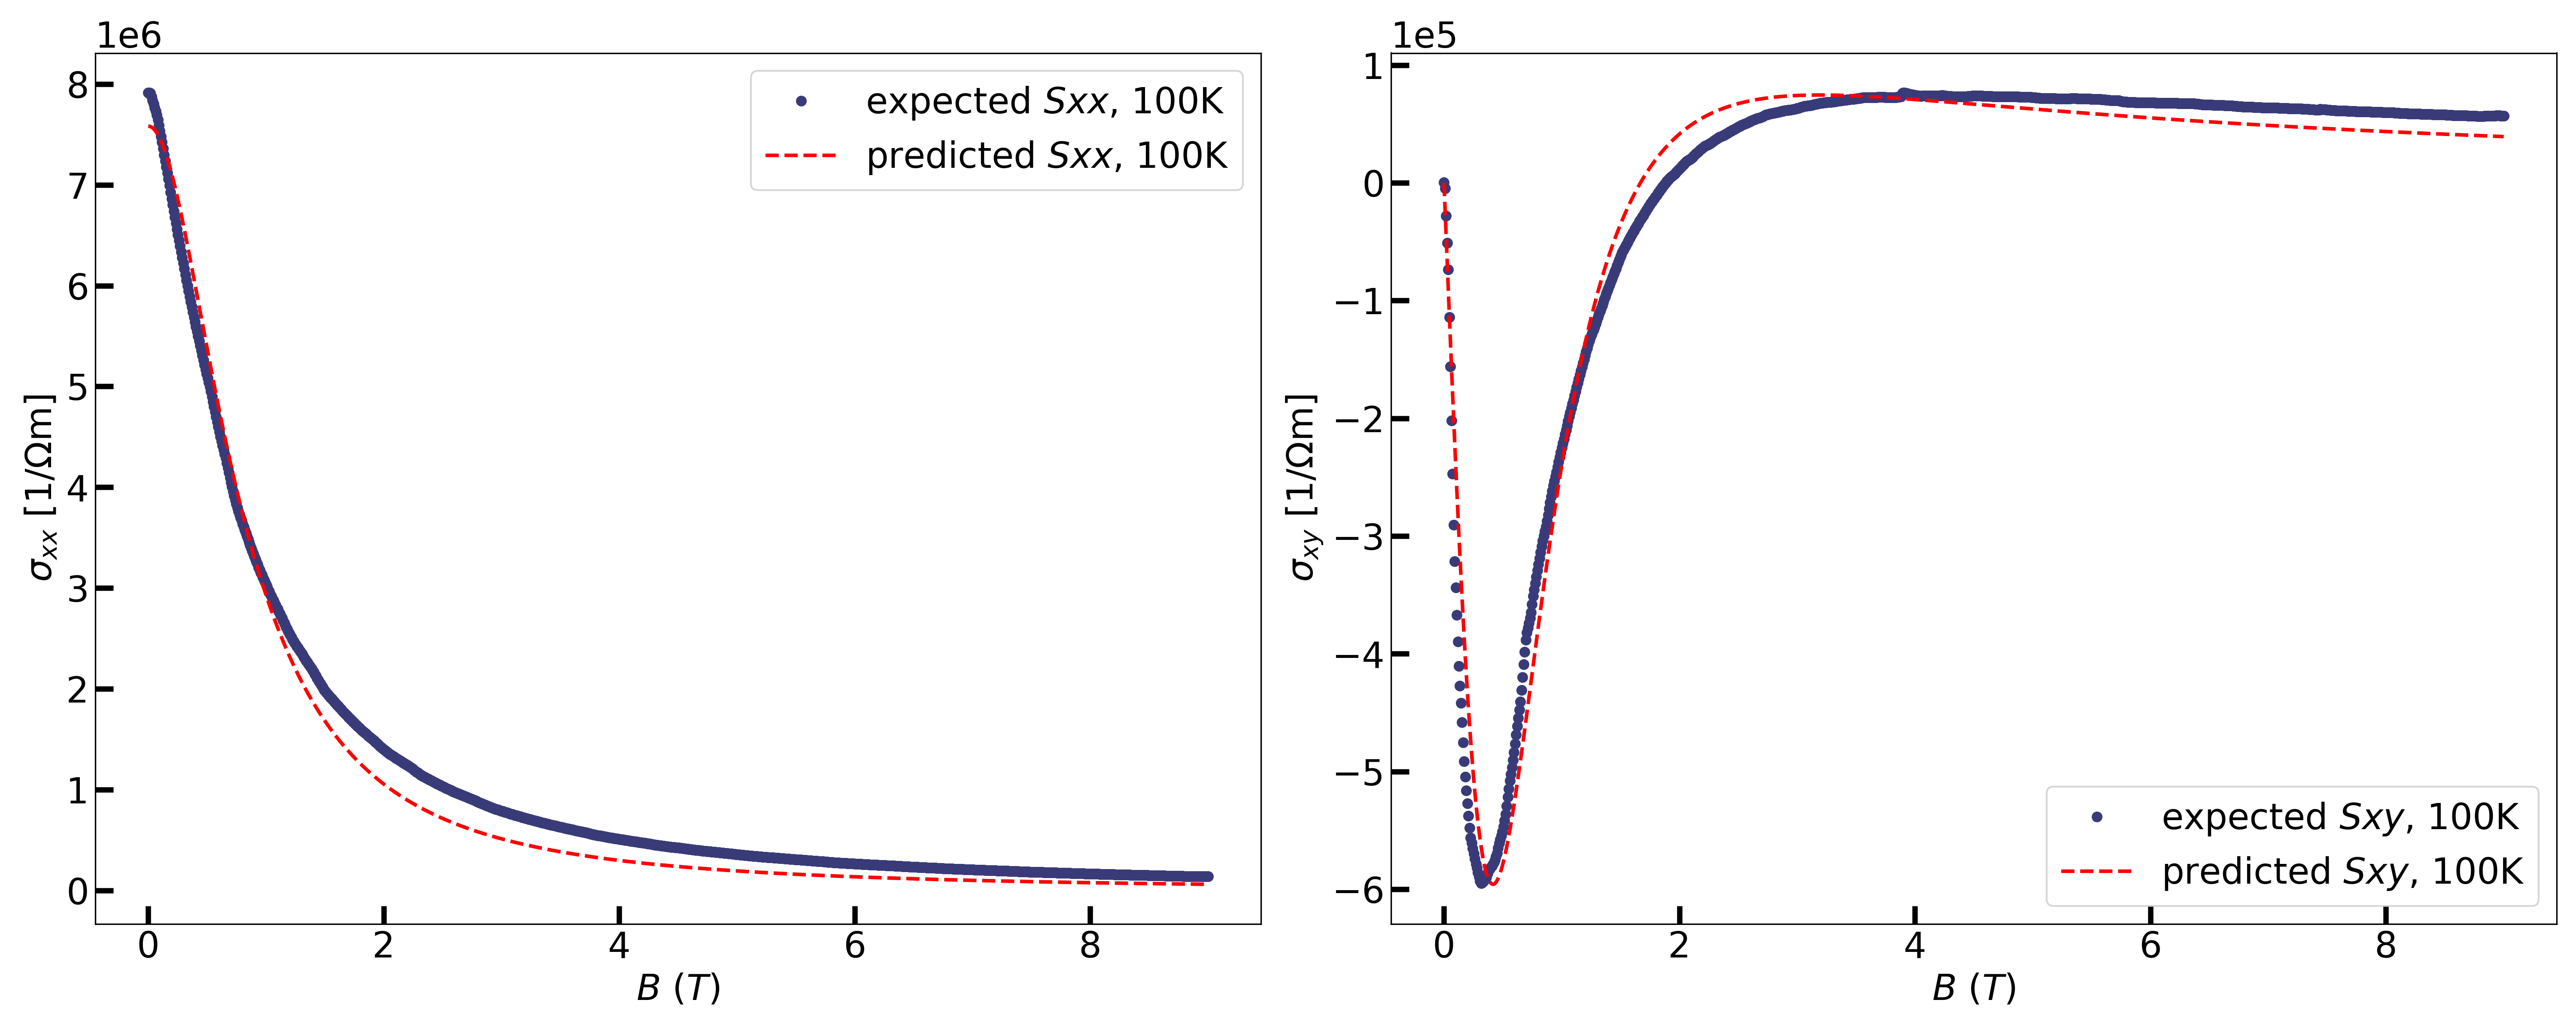 1e6
8
7
6
5
4
3
2
1
0
σxx [1/Ωm]
expected Sxx, 100K
predicted Sxx, 100K
0 2 4 6 8
B (T)
1e5
1
0
−1
−2
−3
−4
−5
−6
σxy [1/Ωm]
expected Sxy, 100K
predicted Sxy, 100K
0 2 4 6 8
B (T)